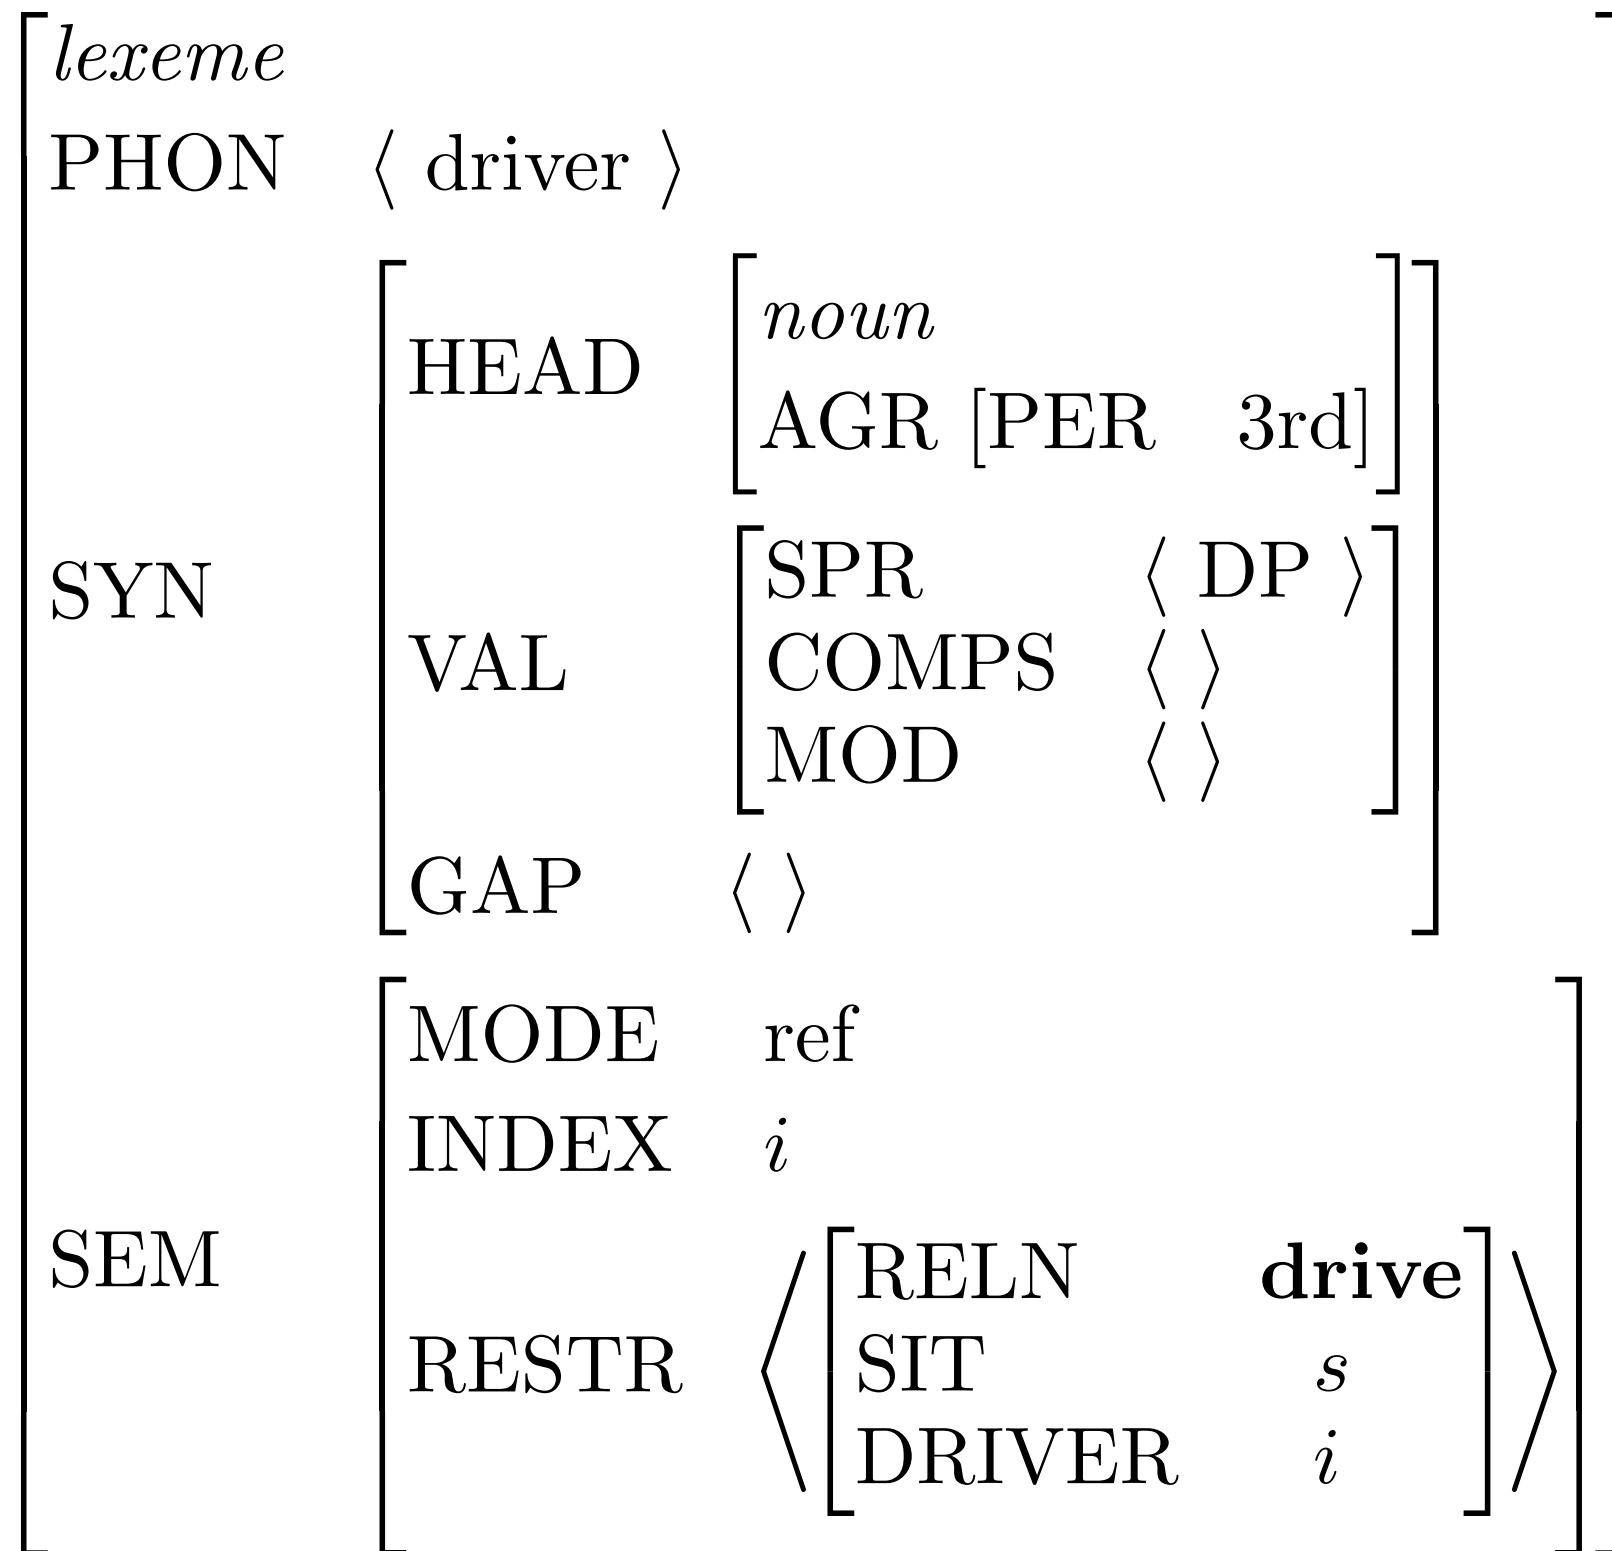 lexeme
PHON ⟨ driver ⟩
SYN
HEAD
noun
AGR [PER 3rd]
VAL
SPR ⟨ DP ⟩
COMPS ⟨ ⟩
MOD ⟨ ⟩
GAP ⟨ ⟩
SEM
MODE ref
INDEX i
RESTR
RELN drive
SIT s
DRIVER i